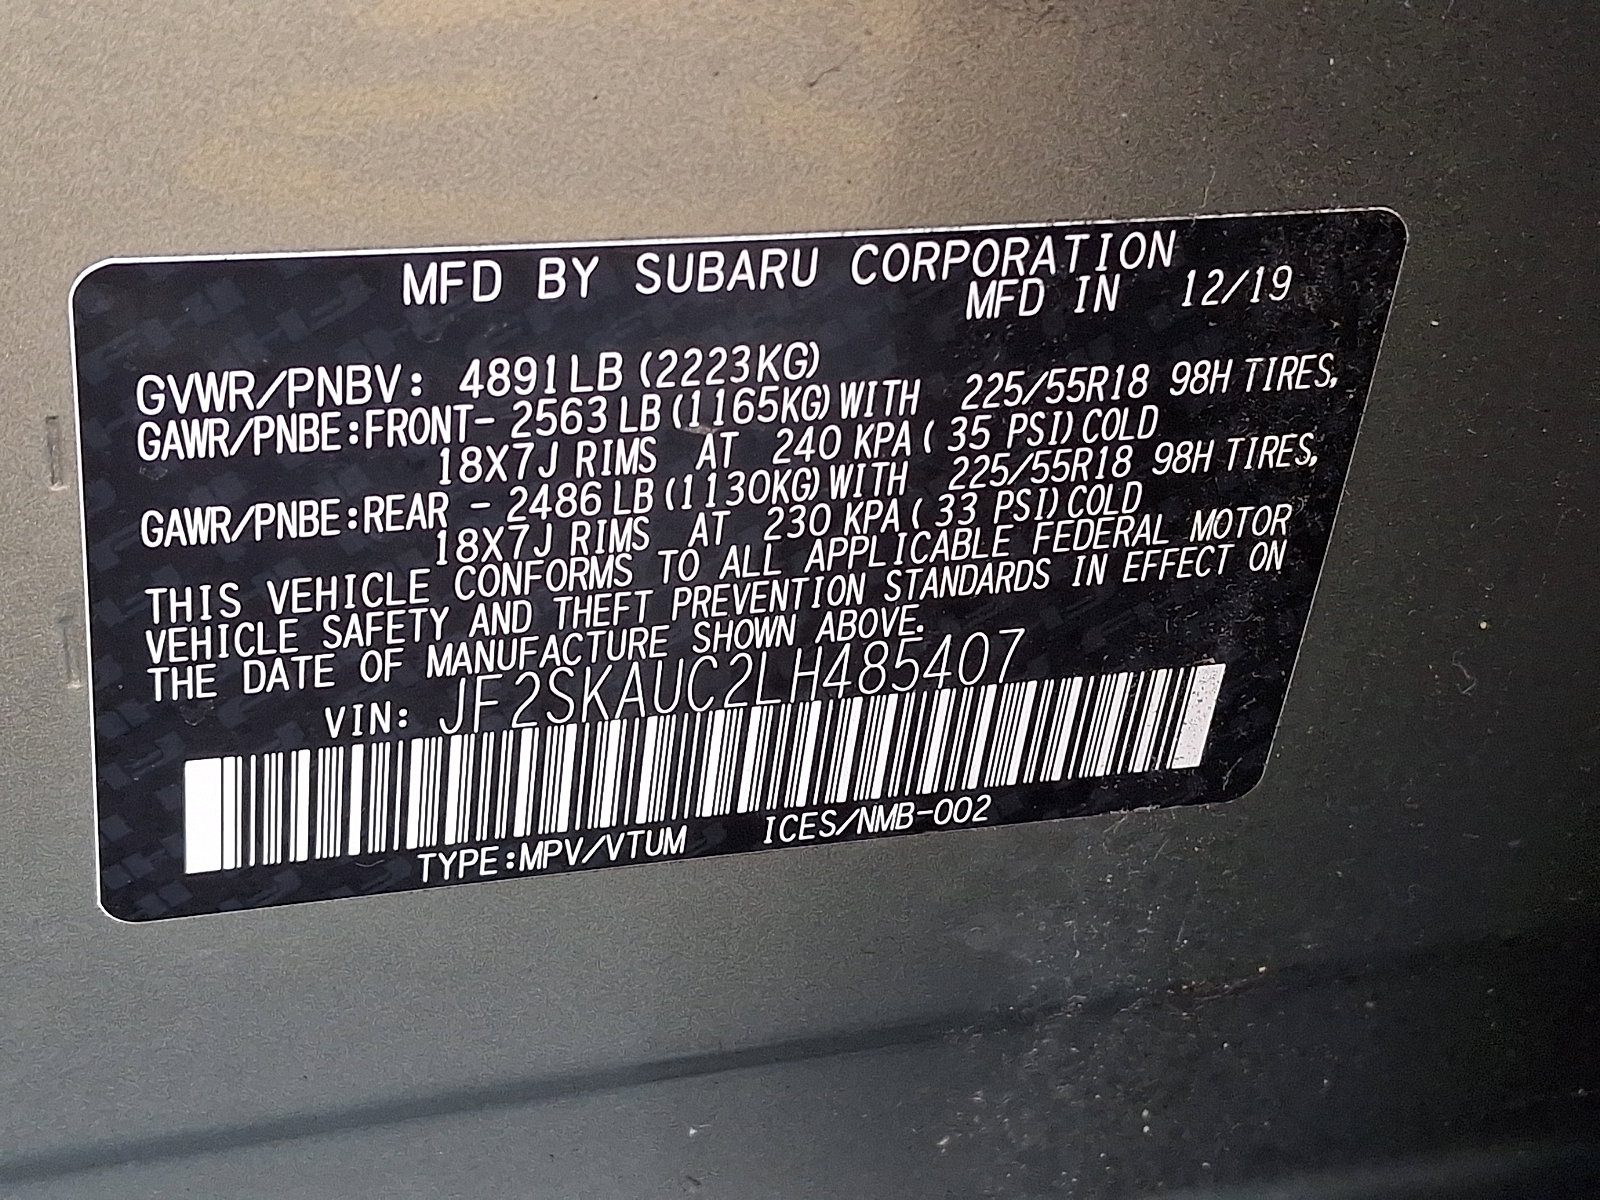 MFD BY SUBARU CORPORATION
MFD IN 12/19
GVWR/PNBV: 4891LB (2223KG)
GAWR/PNBE:FRONT- 2563 LB (1165KG) WITH 225/55R18 98H TIRES,
18X7J RIMS AT 240 KPA ( 35 PSI) COLD
GAWR/PNBE:REAR - 2486 LB (1130KG) WITH 225/55R18 98H TIRES,
18X7J RIMS AT 230 KPA ( 33 PSI) COLD
THIS VEHICLE CONFORMS TO ALL APPLICABLE FEDERAL MOTOR
VEHICLE SAFETY AND THEFT PREVENTION STANDARDS IN EFFECT ON
THE DATE OF MANUFACTURE SHOWN ABOVE.
VIN: JF2SKAUC2LH485407
TYPE:MPV/VTUM ICES/NMB-002